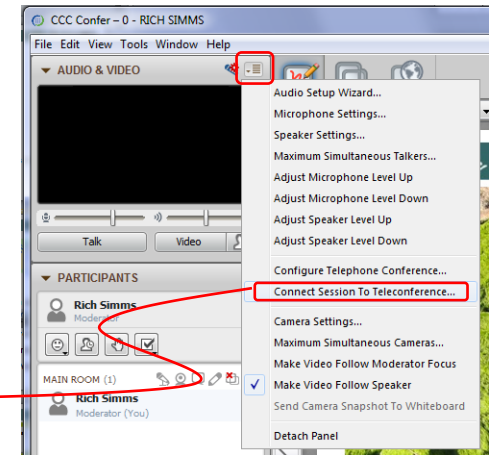 CCC Confer – 0 - RICH SIMMS
File Edit View Tools Window Help
AUDIO & VIDEO
Talk
Video
PARTICIPANTS
Rich Simms
Moderator
MAIN ROOM (1)
Rich Simms
Moderator (You)
Audio Setup Wizard...
Microphone Settings...
Speaker Settings...
Maximum Simultaneous Talkers...
Adjust Microphone Level Up
Adjust Microphone Level Down
Adjust Speaker Level Up
Adjust Speaker Level Down
Configure Telephone Conference...
Connect Session To Teleconference...
Camera Settings...
Maximum Simultaneous Cameras...
Make Video Follow Moderator Focus
Make Video Follow Speaker
Send Camera Snapshot To Whiteboard
Detach Panel